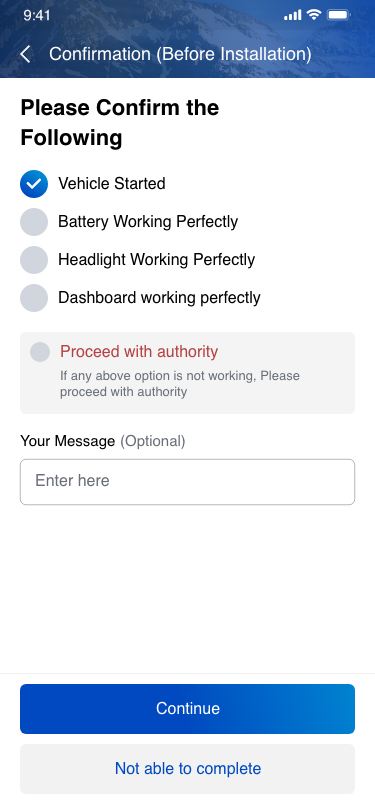 9:41
Confirmation (Before Installation)
Please Confirm the
Following
Vehicle Started
Battery Working Perfectly
Headlight Working Perfectly
Dashboard working perfectly
Proceed with authority
If any above option is not working, Please
proceed with authority
Your Message (Optional)
Enter here
Continue
Not able to complete